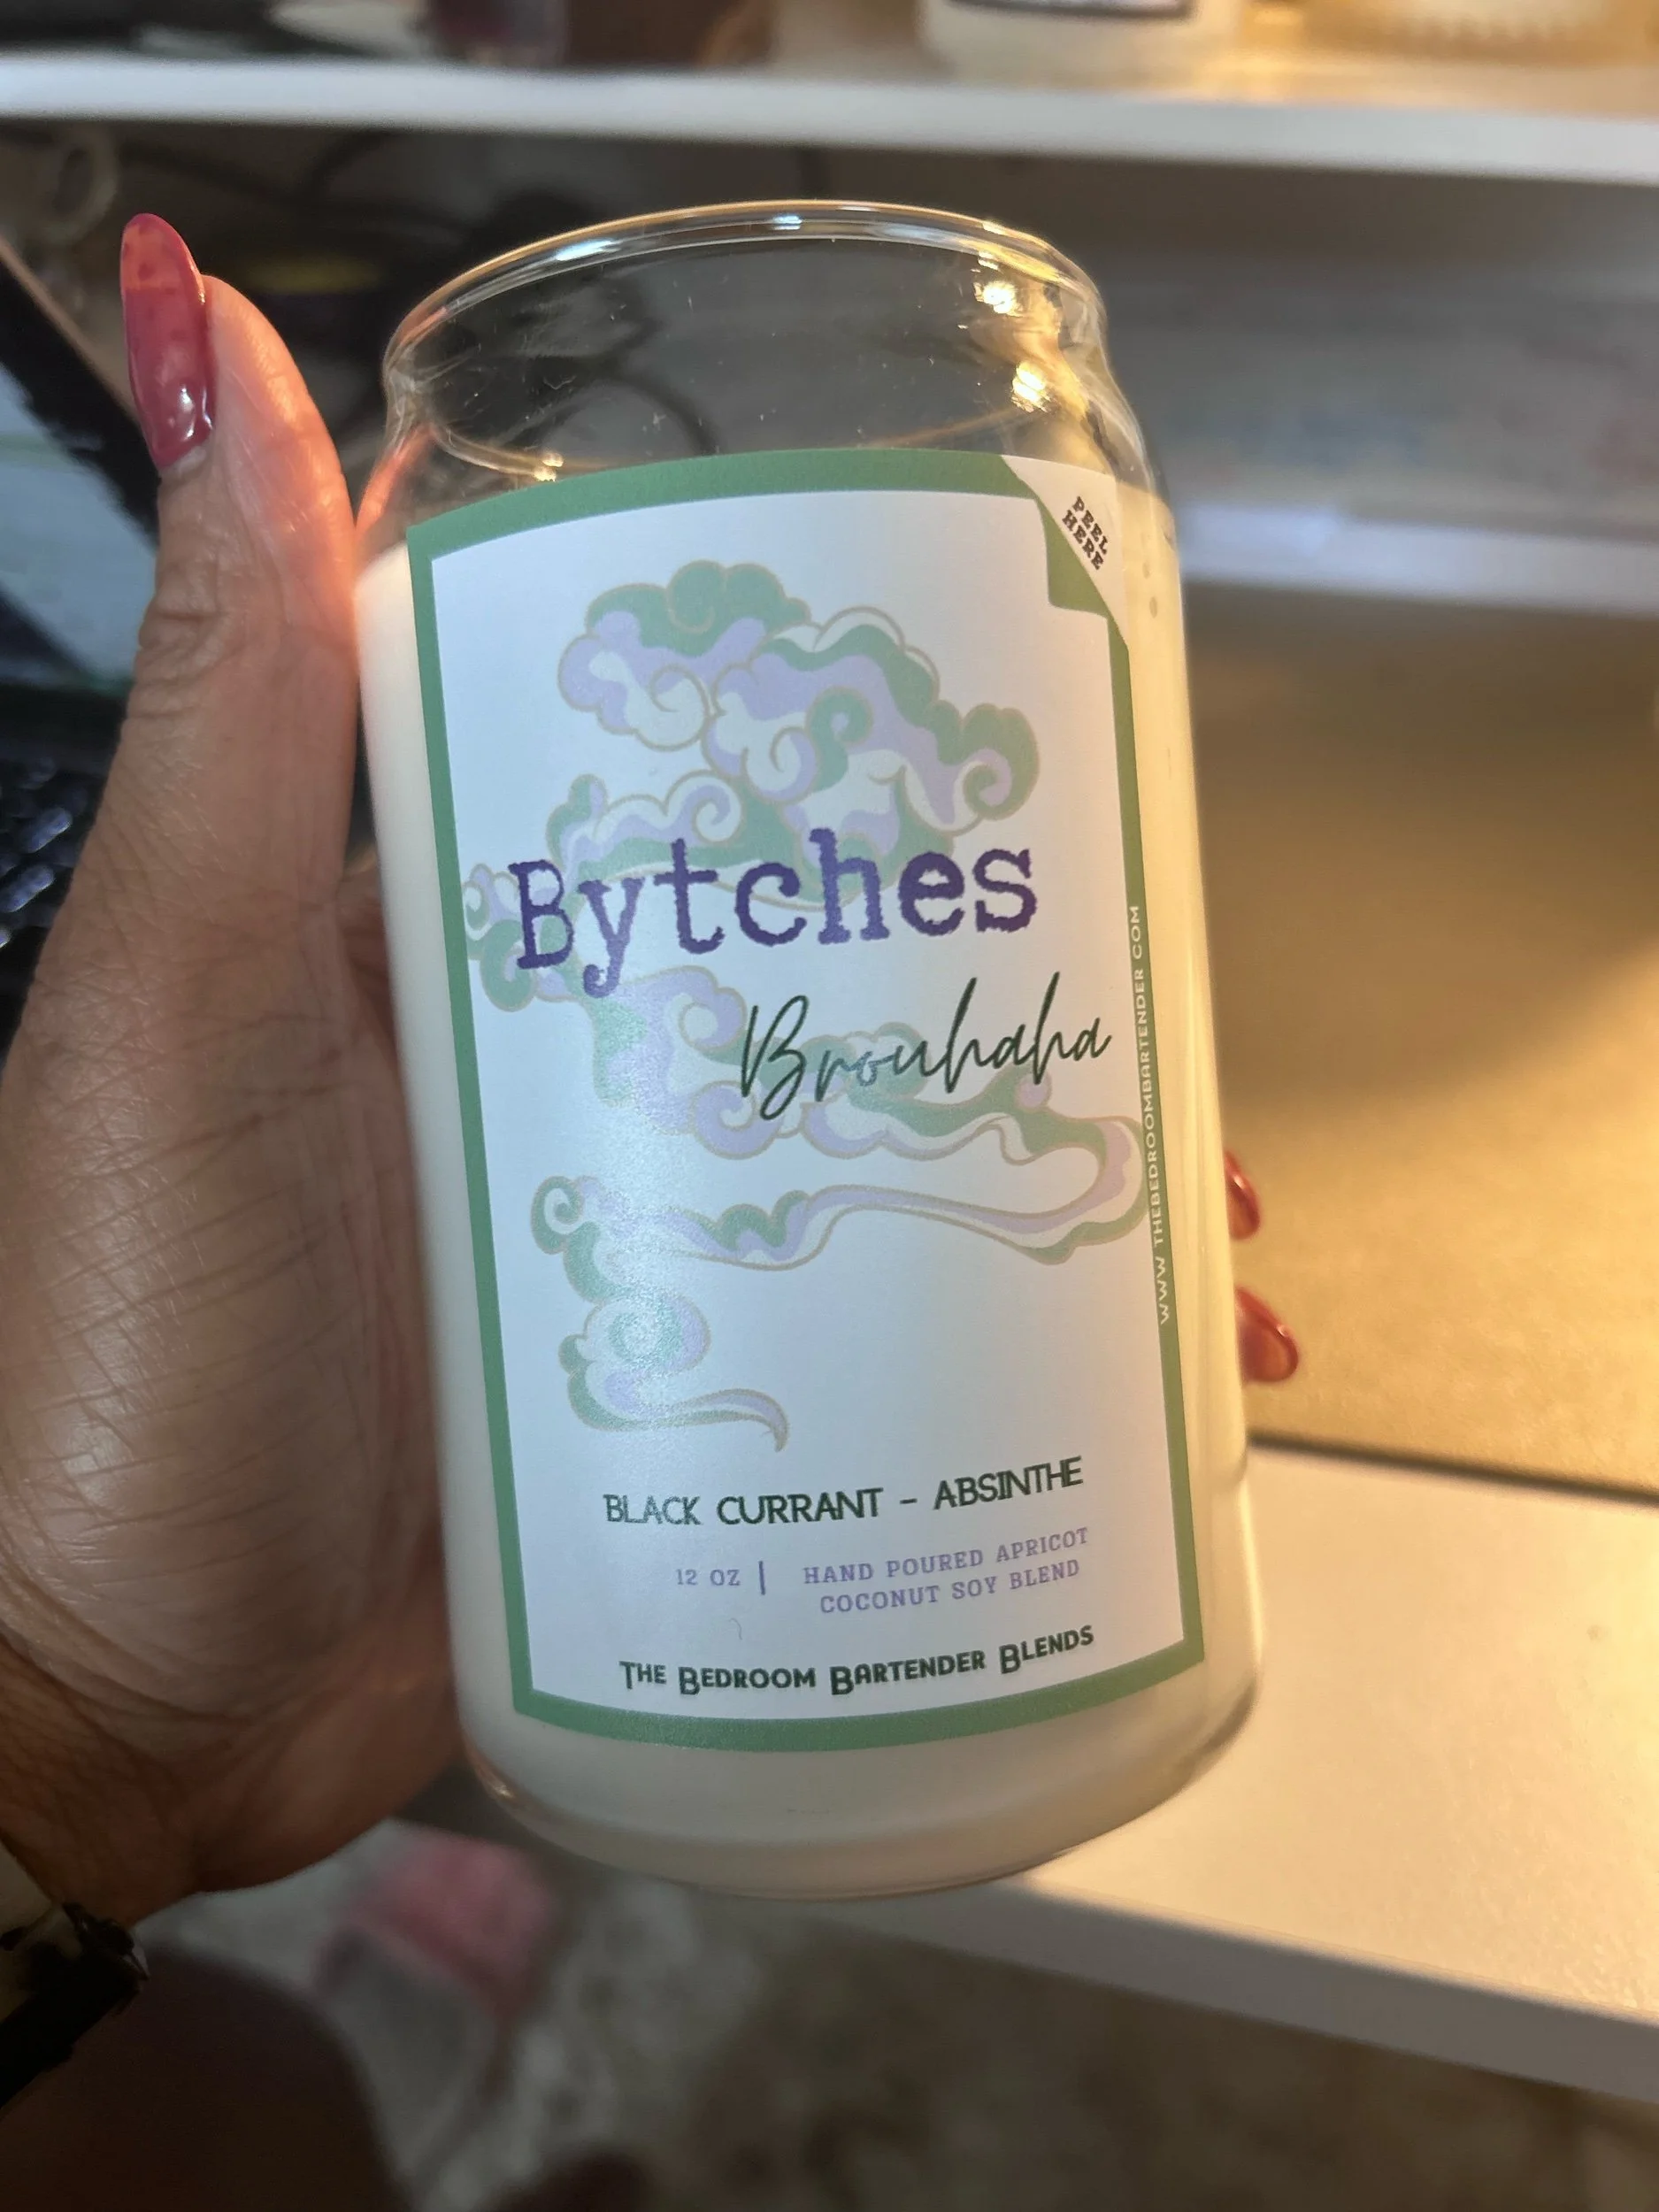 PEEL
HERE
Bytches
Brouhaha
WWW THEBEDROOMBARTENDER COM
BLACK CURRANT - ABSINTHE
12 OZ | HAND POURED APRICOT
COCONUT SOY BLEND
THE BEDROOM BARTENDER BLENDS